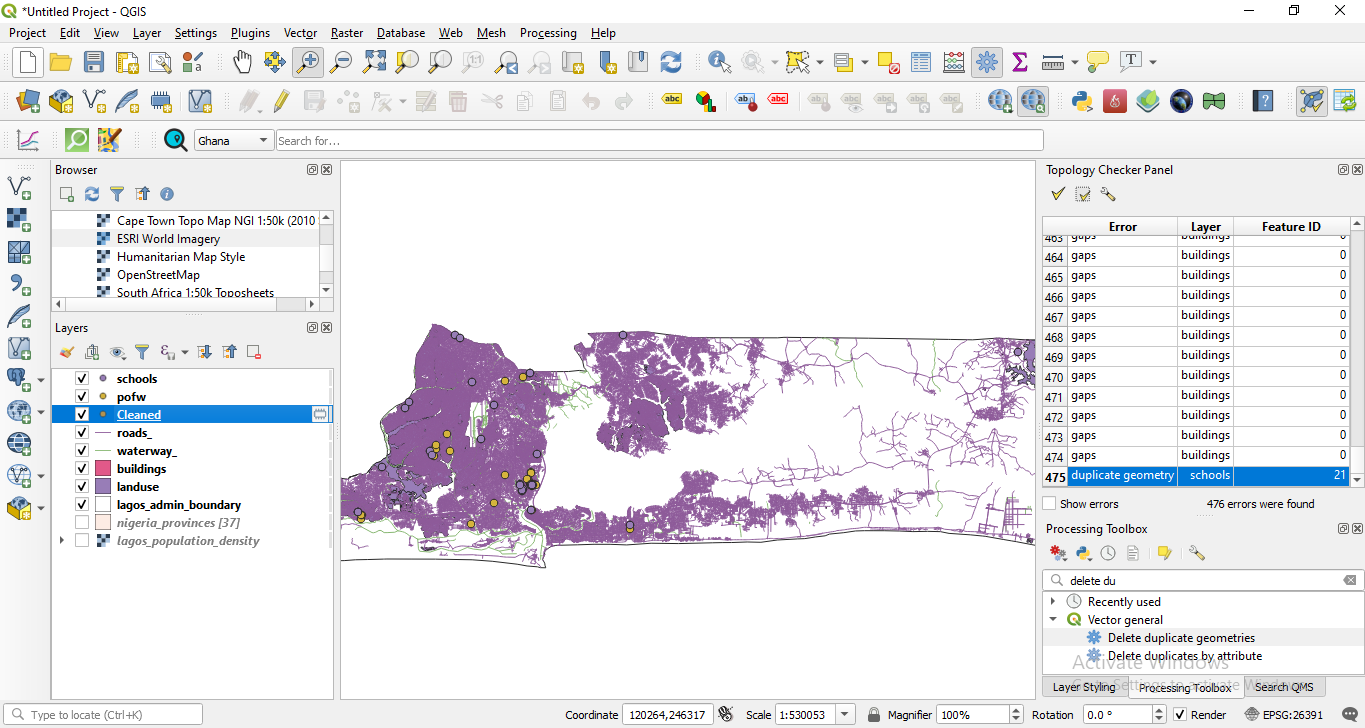 *Untitled Project - QGIS
Project Edit View Layer Settings Plugins Vector Raster Database Web Mesh Processing Help
Ghana Search for...
Browser
Cape Town Topo Map NGI 1:50k (2010
ESRI World Imagery
Humanitarian Map Style
OpenStreetMap
South Africa 1:50k Toposheets
Layers
schools
pofw
Cleaned
roads_
waterway_
buildings
landuse
lagos_admin_boundary
nigeria_provinces [37]
lagos_population_density
Topology Checker Panel
Error Layer Feature ID
463 gaps buildings 0
464 gaps buildings 0
465 gaps buildings 0
466 gaps buildings 0
467 gaps buildings 0
468 gaps buildings 0
469 gaps buildings 0
470 gaps buildings 0
471 gaps buildings 0
472 gaps buildings 0
473 gaps buildings 0
474 gaps buildings 0
475 duplicate geometry schools 21
Show errors 476 errors were found
Processing Toolbox
delete du
Recently used
Vector general
Delete duplicate geometries
Delete duplicates by attribute
Activate Windows
Layer Styling Processing Toolbox Search QMS
Type to locate (Ctrl+K) Coordinate 120264,246317 Scale 1:530053 Magnifier 100% Rotation 0.0 ° Render EPSG:26391